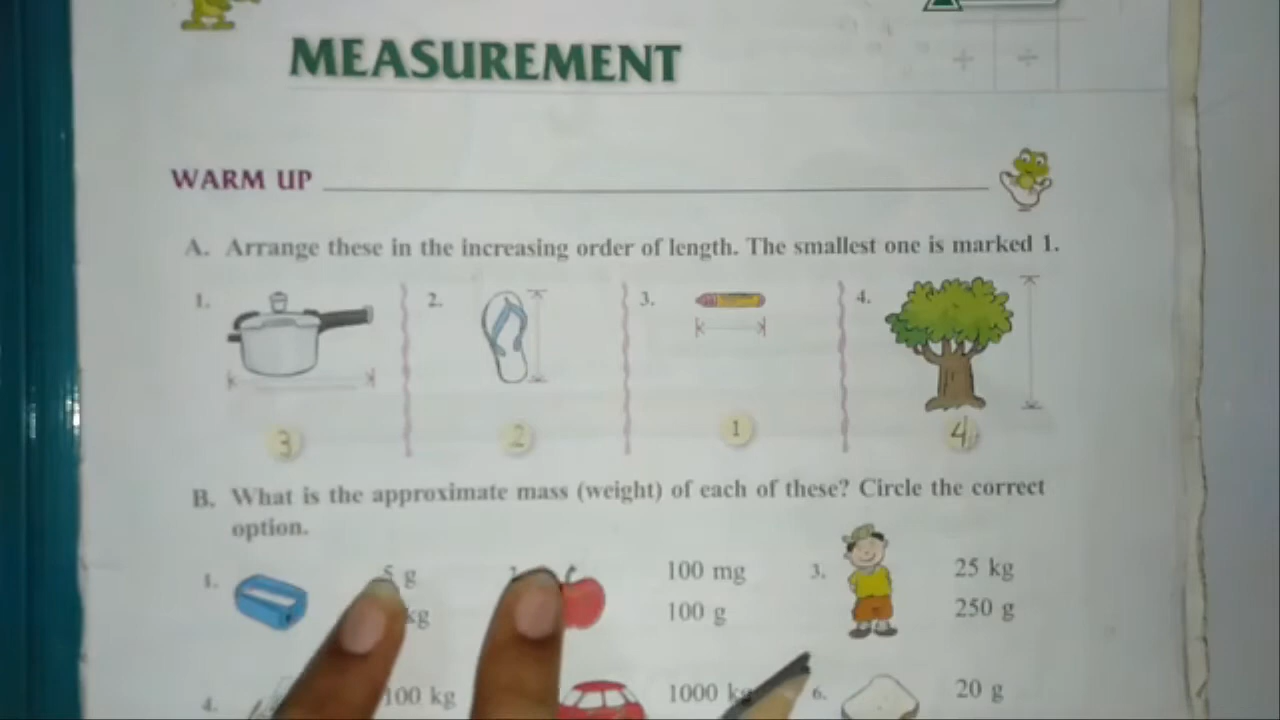 MEASUREMENT
÷ ÷
WARM UP
A. Arrange these in the increasing order of length. The smallest one is marked 1.
1. 2. 3. 4.
3 2 1 4
B. What is the approximate mass (weight) of each of these? Circle the correct
option.
1. 5 g 100 mg 3. 25 kg
kg 100 g 250 g
4. 100 kg 1000 kg 6. 20 g